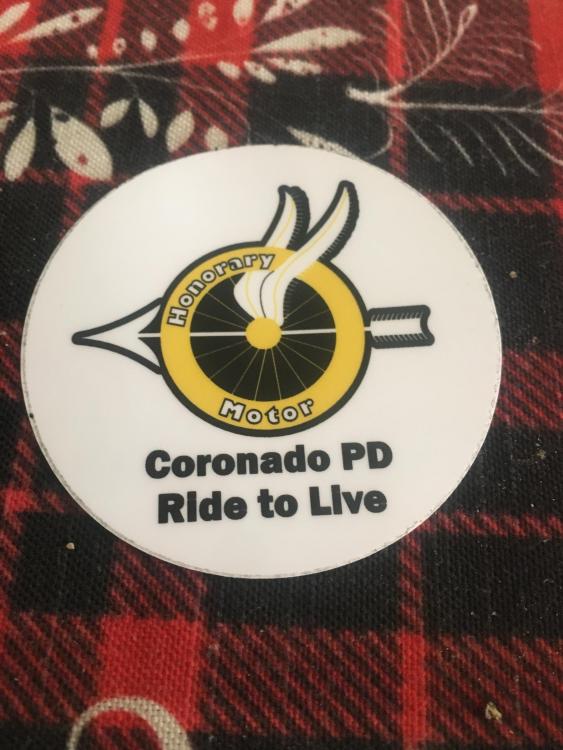 Honorary
Motor
Coronado PD
Ride to Live